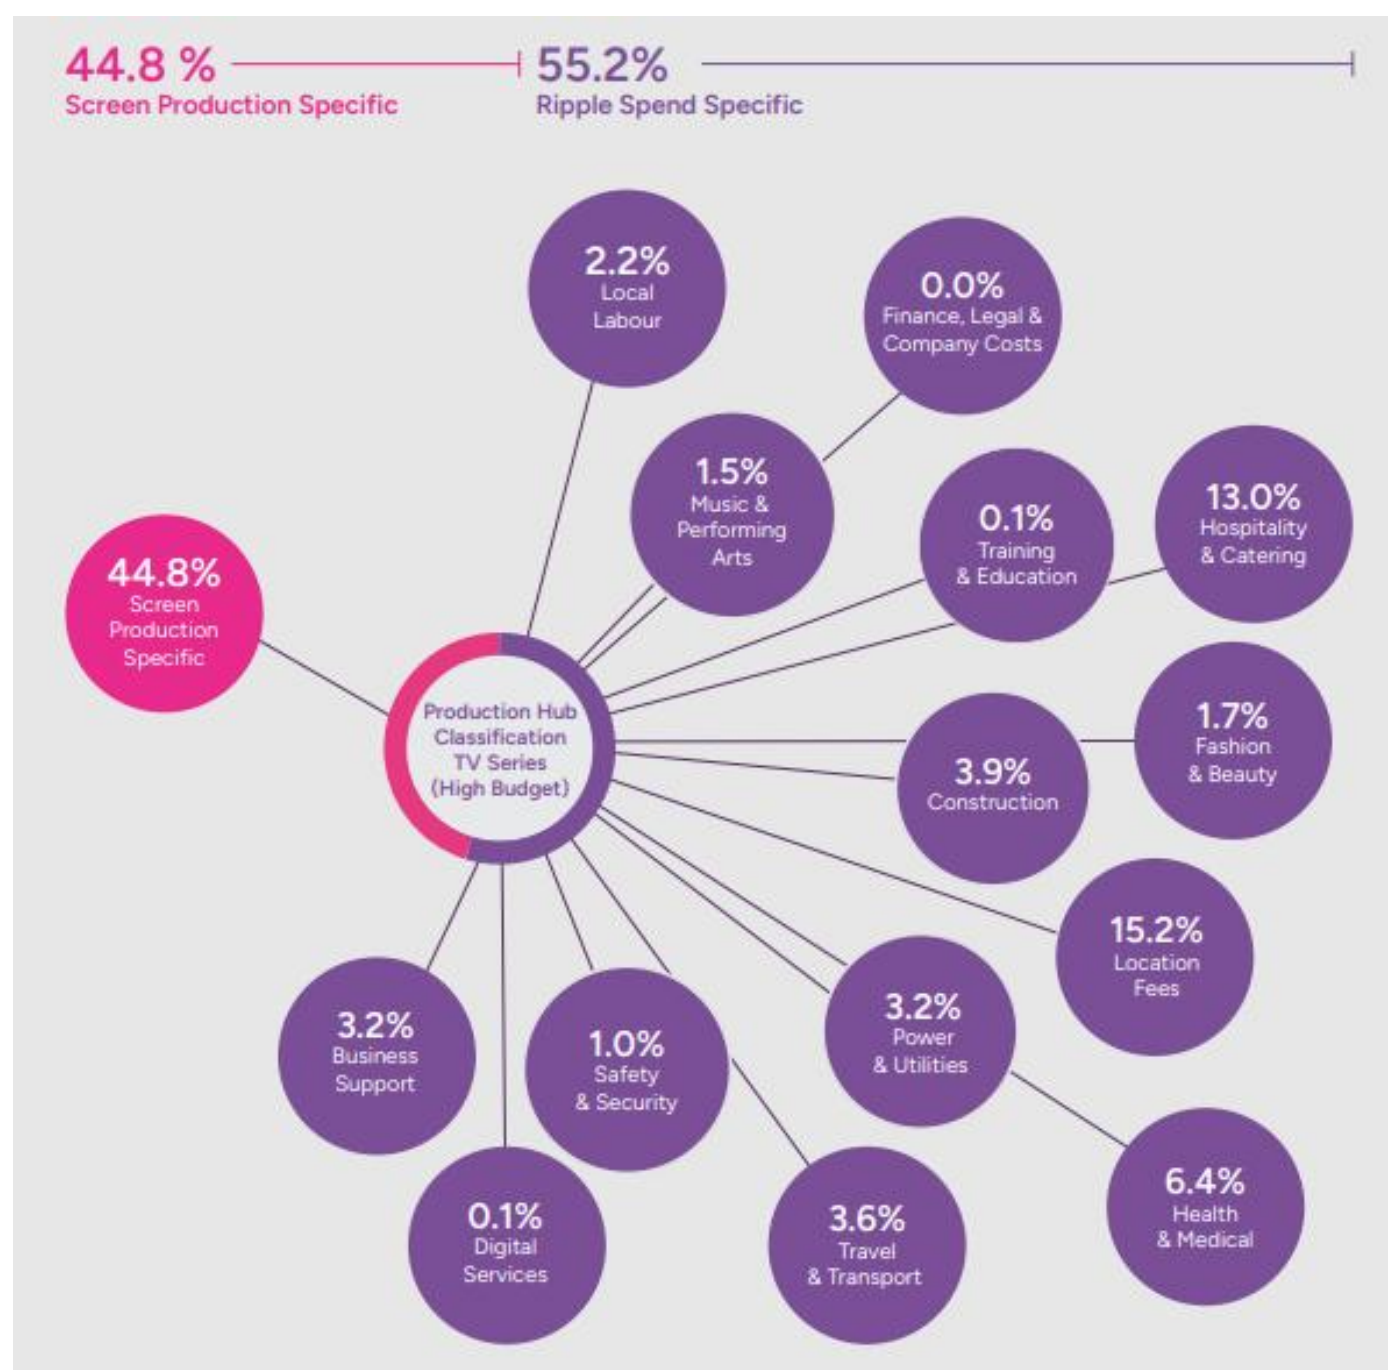 44.8 %
Screen Production Specific
55.2%
Ripple Spend Specific
2.2%
Local
Labour
0.0%
Finance, Legal &
Company Costs
1.5%
Music &
Performing
Arts
0.1%
Training
& Education
13.0%
Hospitality
& Catering
44.8%
Screen
Production
Specific
Production Hub
Classification
TV Series
(High Budget)
1.7%
Fashion
& Beauty
3.9%
Construction
15.2%
Location
Fees
3.2%
Power
& Utilities
3.2%
Business
Support
1.0%
Safety
& Security
6.4%
Health
& Medical
0.1%
Digital
Services
3.6%
Travel
& Transport